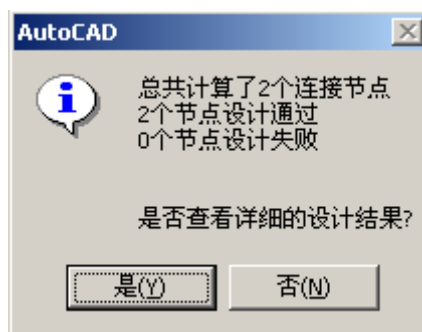 AutoCAD
总共计算了2个连接节点
2个节点设计通过
0个节点设计失败
是否查看详细的设计结果?
是(Y)
否(N)